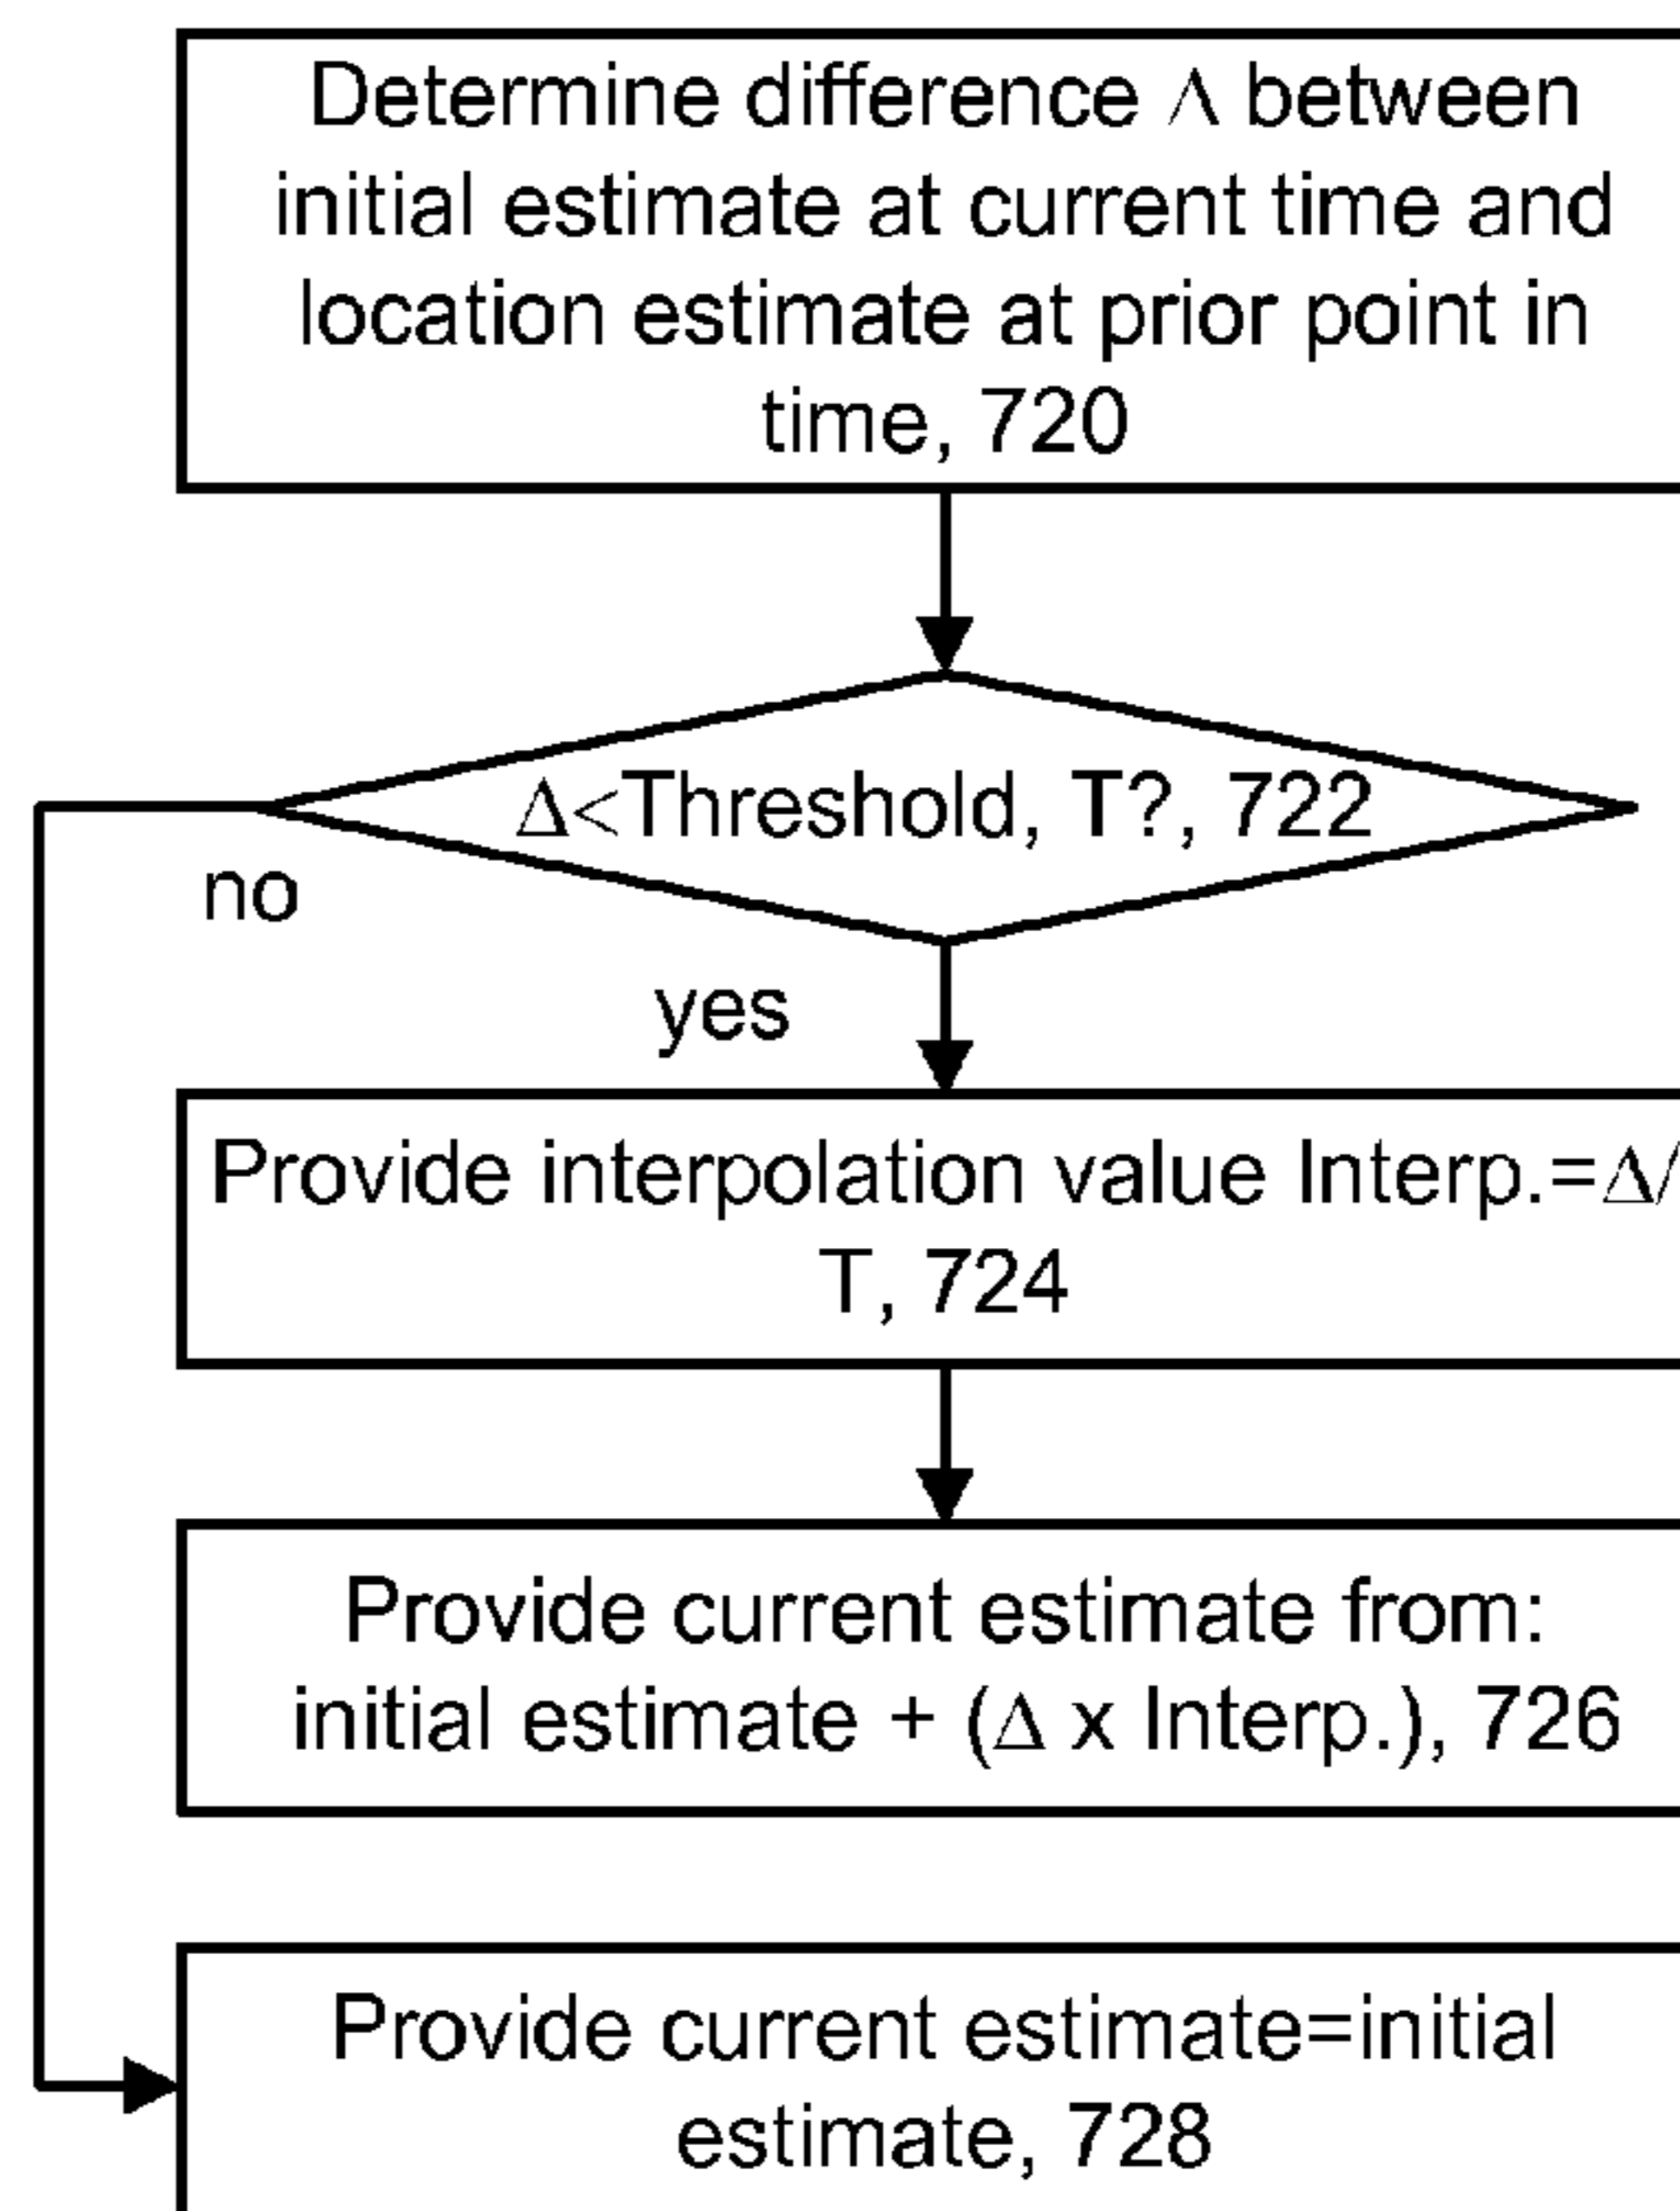 Determine difference Λ between
initial estimate at current time and
location estimate at prior point in
time, 720
Δ<Threshold, T?, 722
no
yes
Provide interpolation value Interp.=Δ/
T, 724
Provide current estimate from:
initial estimate + (Δ x Interp.), 726
Provide current estimate=initial
estimate, 728